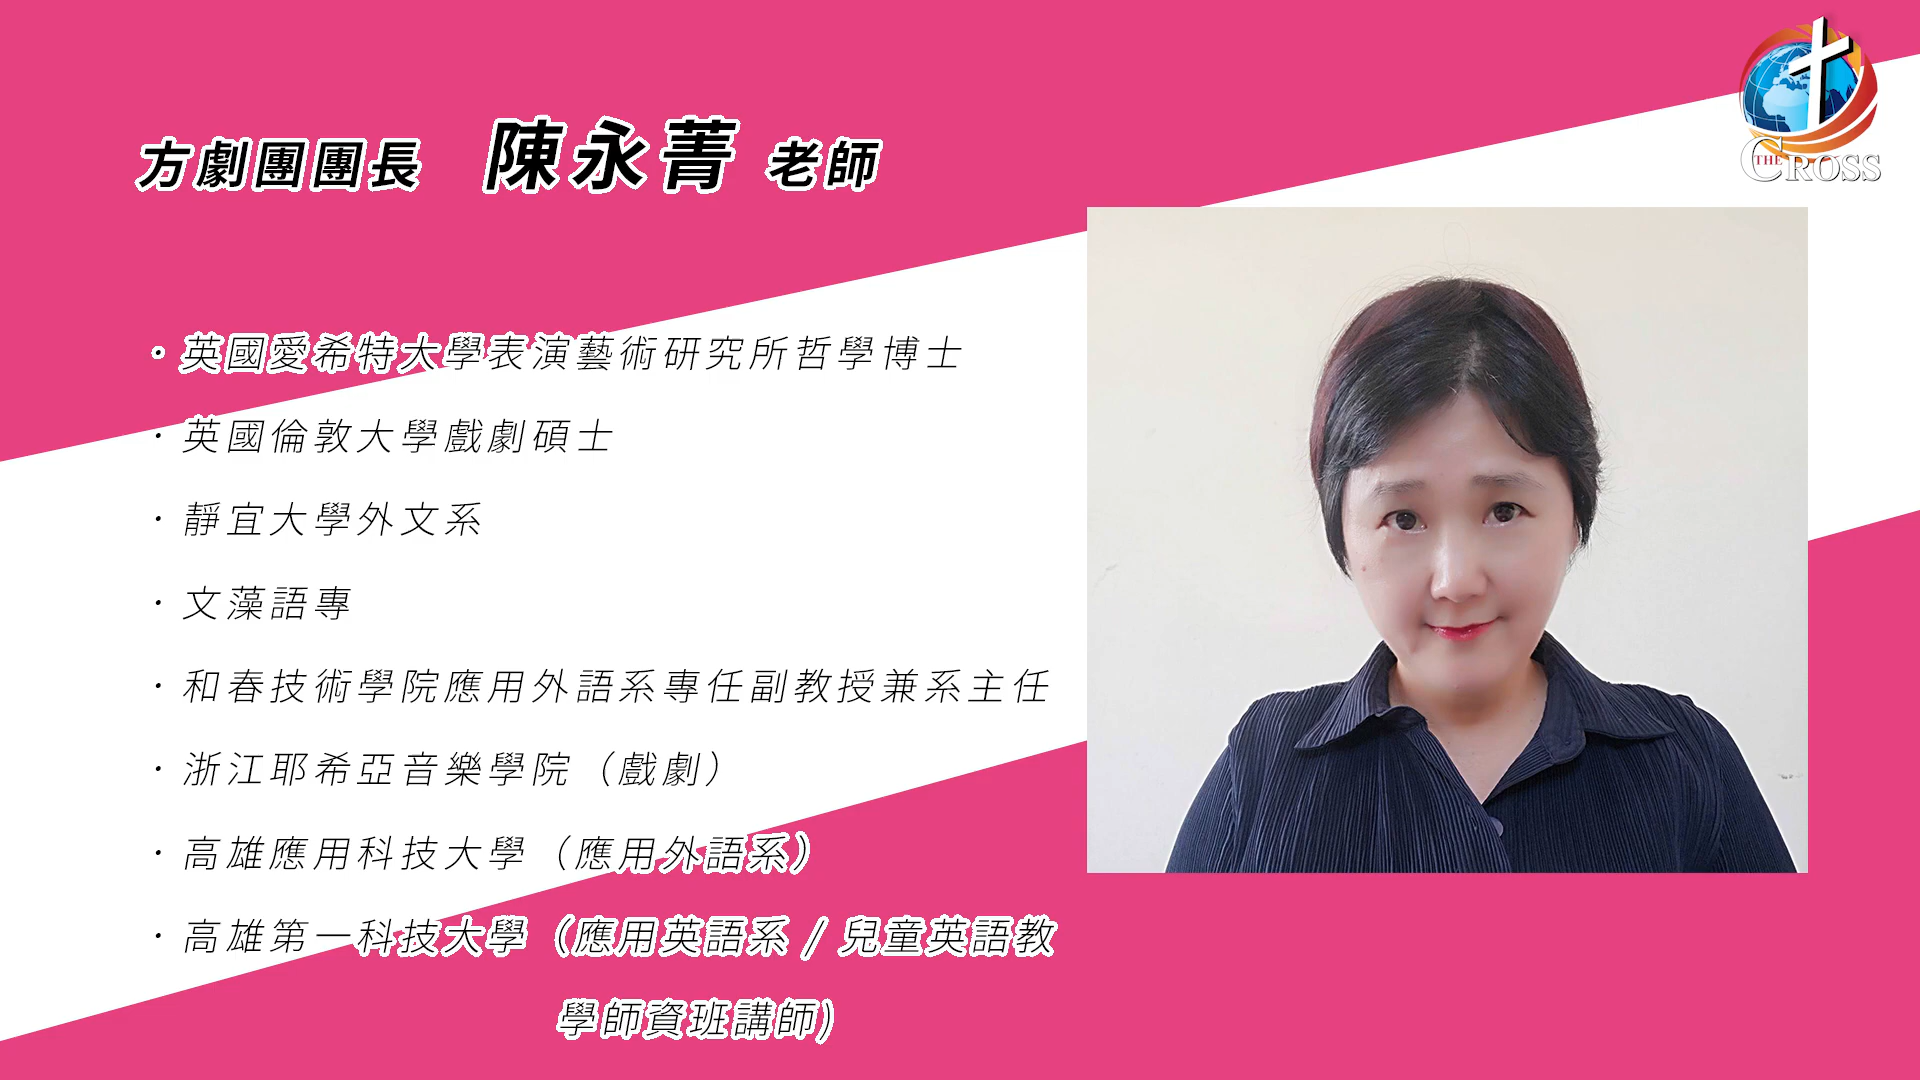 方劇團團長 陳永菁 老師
THE CROSS
·英國愛希特大學表演藝術研究所哲學博士
·英國倫敦大學戲劇碩士
·靜宜大學外文系
·文藻語專
·和春技術學院應用外語系專任副教授兼系主任
·浙江耶希亞音樂學院（戲劇）
·高雄應用科技大學（應用外語系）
·高雄第一科技大學（應用英語系 / 兒童英語教
學師資班講師)